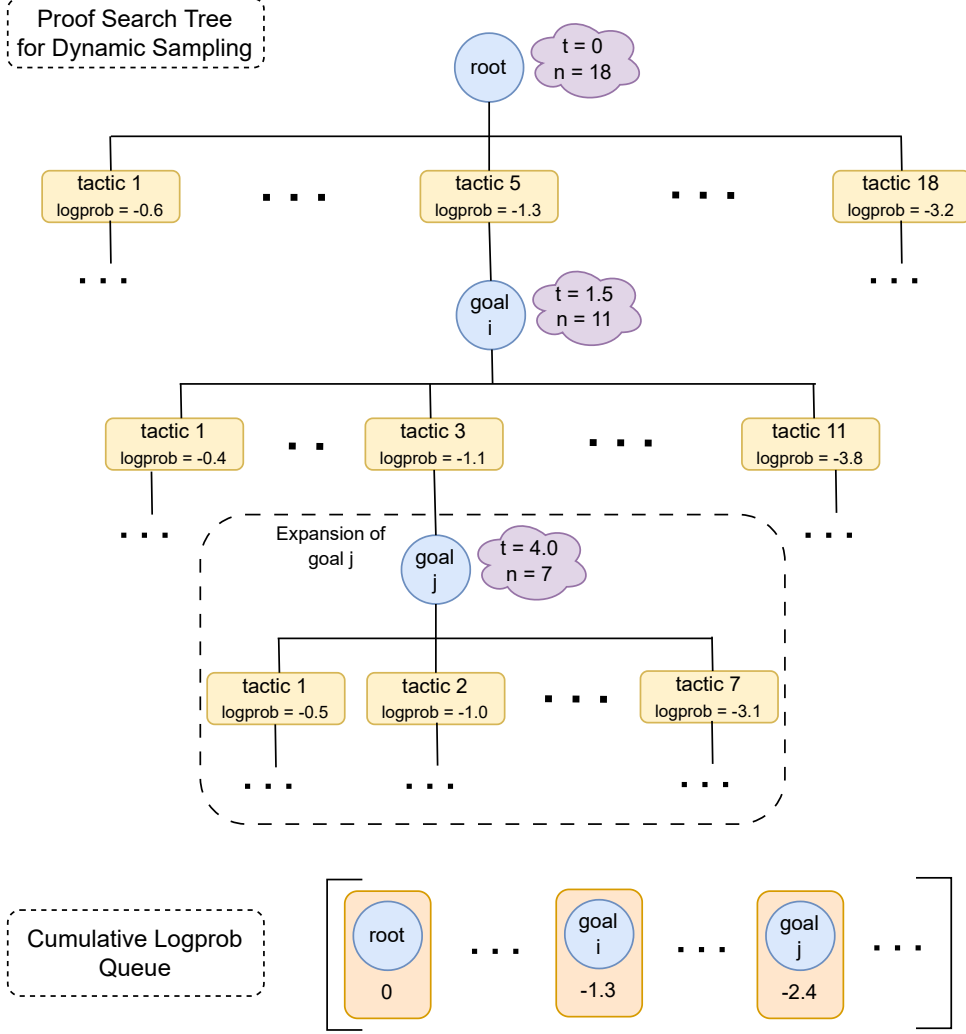 Proof Search Tree
for Dynamic Sampling
root
t = 0
n = 18
tactic 1
logprob = -0.6
. . .
tactic 5
logprob = -1.3
. . .
tactic 18
logprob = -3.2
. . .
. . .
goal
i
t = 1.5
n = 11
tactic 1
logprob = -0.4
. .
tactic 3
logprob = -1.1
. . .
tactic 11
logprob = -3.8
. . .
. . .
Expansion of
goal j
goal
j
t = 4.0
n = 7
tactic 1
logprob = -0.5
tactic 2
logprob = -1.0
. . .
tactic 7
logprob = -3.1
. . .
. . .
. . .
Cumulative Logprob
Queue
root
0
. . .
goal
i
-1.3
. . .
goal
j
-2.4
. . .